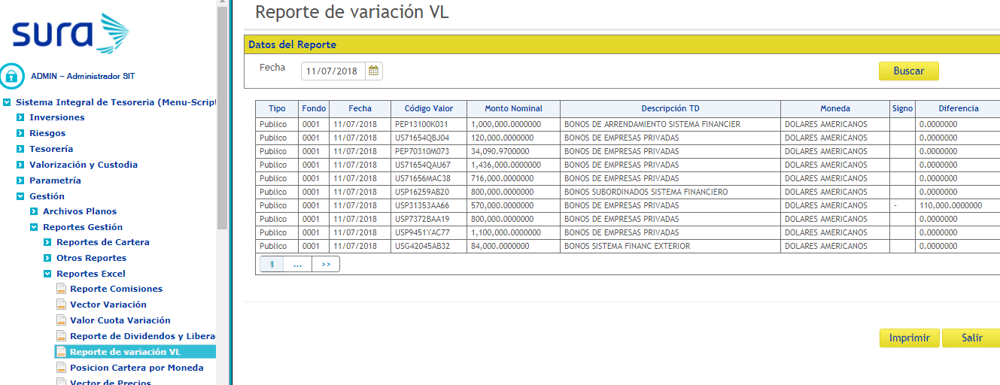 sura
ADMIN – Administrador SIT
Sistema Integral de Tesoreria (Menu-Script
Inversiones
Riesgos
Tesorería
Valorización y Custodia
Parametría
Gestión
Archivos Planos
Reportes Gestión
Reportes de Cartera
Otros Reportes
Reportes Excel
Reporte Comisiones
Vector Variación
Valor Cuota Variación
Reporte de Dividendos y Libera
Reporte de variación VL
Posicion Cartera por Moneda
Vector de Precios
Reporte de variación VL
Datos del Reporte
Fecha 11/07/2018 Buscar
Tipo Fondo Fecha Código Valor Monto Nominal Descripción TD Moneda Signo Diferencia
Publico 0001 11/07/2018 PEP13100K031 1,000,000.0000000 BONOS DE ARRENDAMIENTO SISTEMA FINANCIER DOLARES AMERICANOS 0.0000000
Publico 0001 11/07/2018 US71654QBJ04 120,000.0000000 BONOS DE EMPRESAS PRIVADAS DOLARES AMERICANOS 0.0000000
Publico 0001 11/07/2018 PEP70310M073 34,090.9700000 BONOS DE EMPRESAS PRIVADAS DOLARES AMERICANOS 0.0000000
Publico 0001 11/07/2018 US71654QAU67 1,436,000.0000000 BONOS DE EMPRESAS PRIVADAS DOLARES AMERICANOS 0.0000000
Publico 0001 11/07/2018 US71656MAC38 716,000.0000000 BONOS DE EMPRESAS PRIVADAS DOLARES AMERICANOS 0.0000000
Publico 0001 11/07/2018 USP16259AB20 800,000.0000000 BONOS SUBORDINADOS SISTEMA FINANCIERO DOLARES AMERICANOS 0.0000000
Publico 0001 11/07/2018 USP31353AA66 570,000.0000000 BONOS DE EMPRESAS PRIVADAS DOLARES AMERICANOS - 110,000.0000000
Publico 0001 11/07/2018 USP7372BAA19 800,000.0000000 BONOS DE EMPRESAS PRIVADAS DOLARES AMERICANOS 0.0000000
Publico 0001 11/07/2018 USP9451YAC77 1,100,000.0000000 BONOS DE EMPRESAS PRIVADAS DOLARES AMERICANOS 0.0000000
Publico 0001 11/07/2018 USG42045AB32 84,000.0000000 BONOS SISTEMA FINANC EXTERIOR DOLARES AMERICANOS 0.0000000
1 ... >>
Imprimir Salir